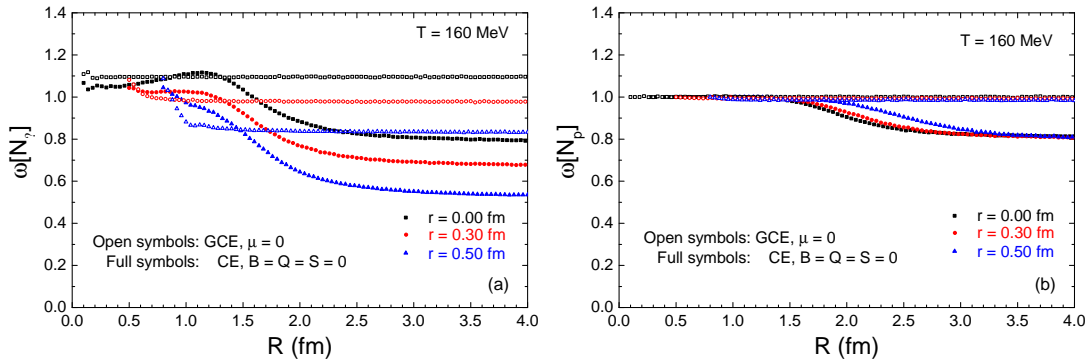 1.4
1.2
1.0
0.8
0.6
0.4
0.2
0.0
ω[N?]
T = 160 MeV
r = 0.00 fm
r = 0.30 fm
r = 0.50 fm
Open symbols: GCE, μ = 0
Full symbols: CE, B = Q = S = 0
(a)
0.0 0.5 1.0 1.5 2.0 2.5 3.0 3.5 4.0
R (fm)
1.4
1.2
1.0
0.8
0.6
0.4
0.2
0.0
ω[Np]
T = 160 MeV
r = 0.00 fm
r = 0.30 fm
r = 0.50 fm
Open symbols: GCE, μ = 0
Full symbols: CE, B = Q = S = 0
(b)
0.0 0.5 1.0 1.5 2.0 2.5 3.0 3.5 4.0
R (fm)